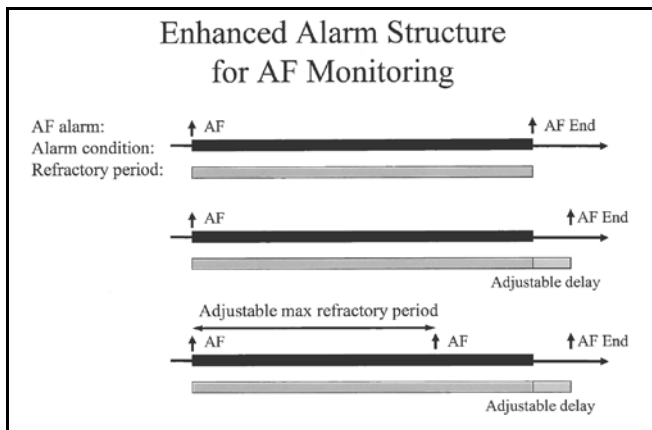 Enhanced Alarm Structure
for AF Monitoring
AF alarm:
AF
AF End
Alarm condition:
Refractory period:
AF
AF End
Adjustable delay
Adjustable max refractory period
AF
AF
AF End
Adjustable delay